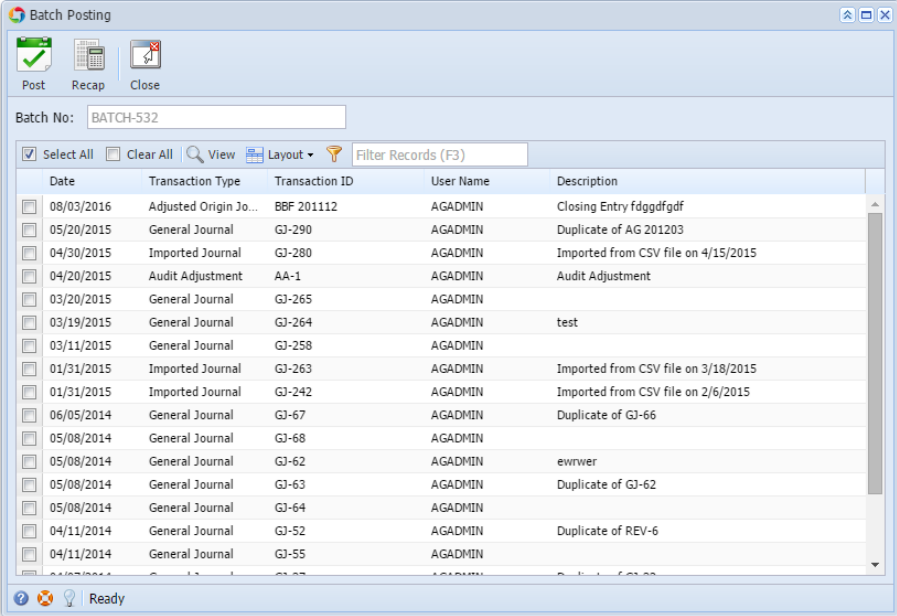 Batch Posting
Post Recap Close
Batch No: BATCH-532
Select All Clear All View Layout Filter Records (F3)
Date Transaction Type Transaction ID User Name Description
08/03/2016 Adjusted Origin Jo... BBF 201112 AGADMIN Closing Entry fdggdfgdf
05/20/2015 General Journal GJ-290 AGADMIN Duplicate of AG 201203
04/30/2015 Imported Journal GJ-280 AGADMIN Imported from CSV file on 4/15/2015
04/20/2015 Audit Adjustment AA-1 AGADMIN Audit Adjustment
03/20/2015 General Journal GJ-265 AGADMIN
03/19/2015 General Journal GJ-264 AGADMIN test
03/11/2015 General Journal GJ-258 AGADMIN
01/31/2015 Imported Journal GJ-263 AGADMIN Imported from CSV file on 3/18/2015
01/31/2015 Imported Journal GJ-242 AGADMIN Imported from CSV file on 2/6/2015
06/05/2014 General Journal GJ-67 AGADMIN Duplicate of GJ-66
05/08/2014 General Journal GJ-68 AGADMIN
05/08/2014 General Journal GJ-62 AGADMIN ewrwer
05/08/2014 General Journal GJ-63 AGADMIN Duplicate of GJ-62
05/08/2014 General Journal GJ-64 AGADMIN
04/11/2014 General Journal GJ-52 AGADMIN Duplicate of REV-6
04/11/2014 General Journal GJ-55 AGADMIN
Ready